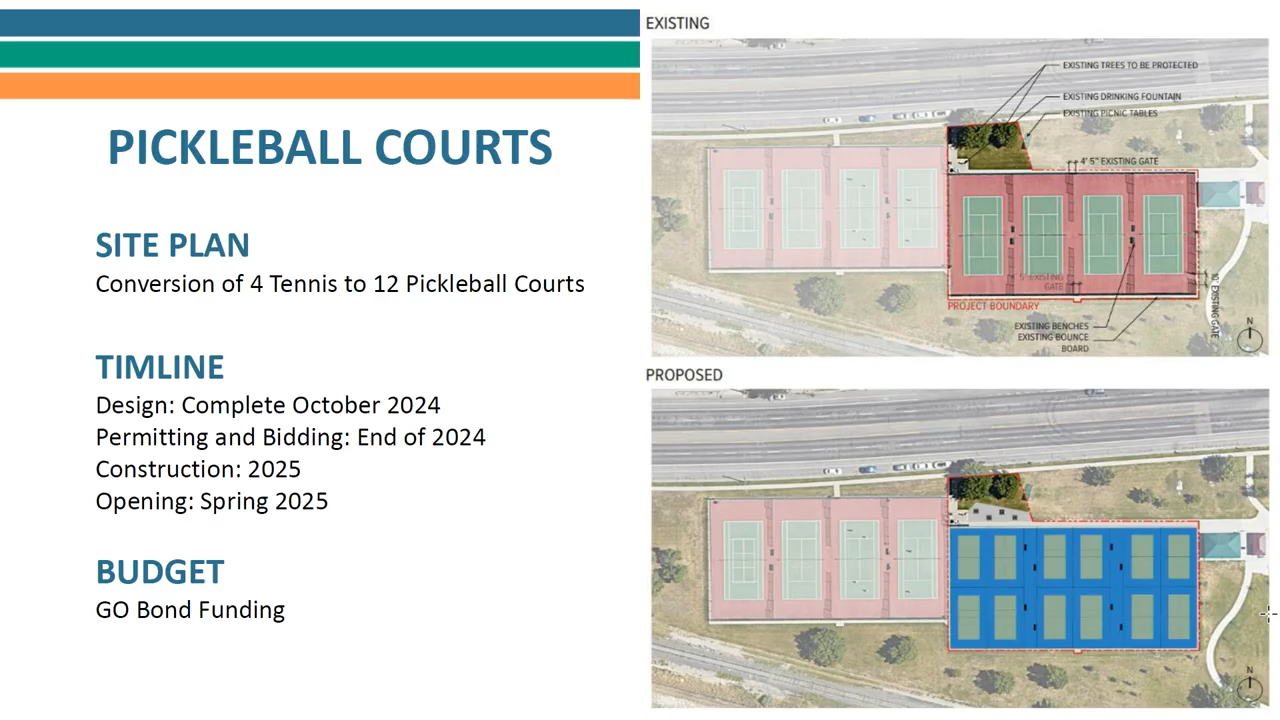 PICKLEBALL COURTS
SITE PLAN
Conversion of 4 Tennis to 12 Pickleball Courts
TIMLINE
Design: Complete October 2024
Permitting and Bidding: End of 2024
Construction: 2025
Opening: Spring 2025
BUDGET
GO Bond Funding
EXISTING
EXISTING TREES TO BE PROTECTED
EXISTING DRINKING FOUNTAIN
EXISTING PICNIC TABLES
4' 5" EXISTING GATE
EXISTING
GATE
10' EXISTING GATE
PROJECT BOUNDARY
EXISTING BENCHES
EXISTING BOUNCE
BOARD
N
PROPOSED
N